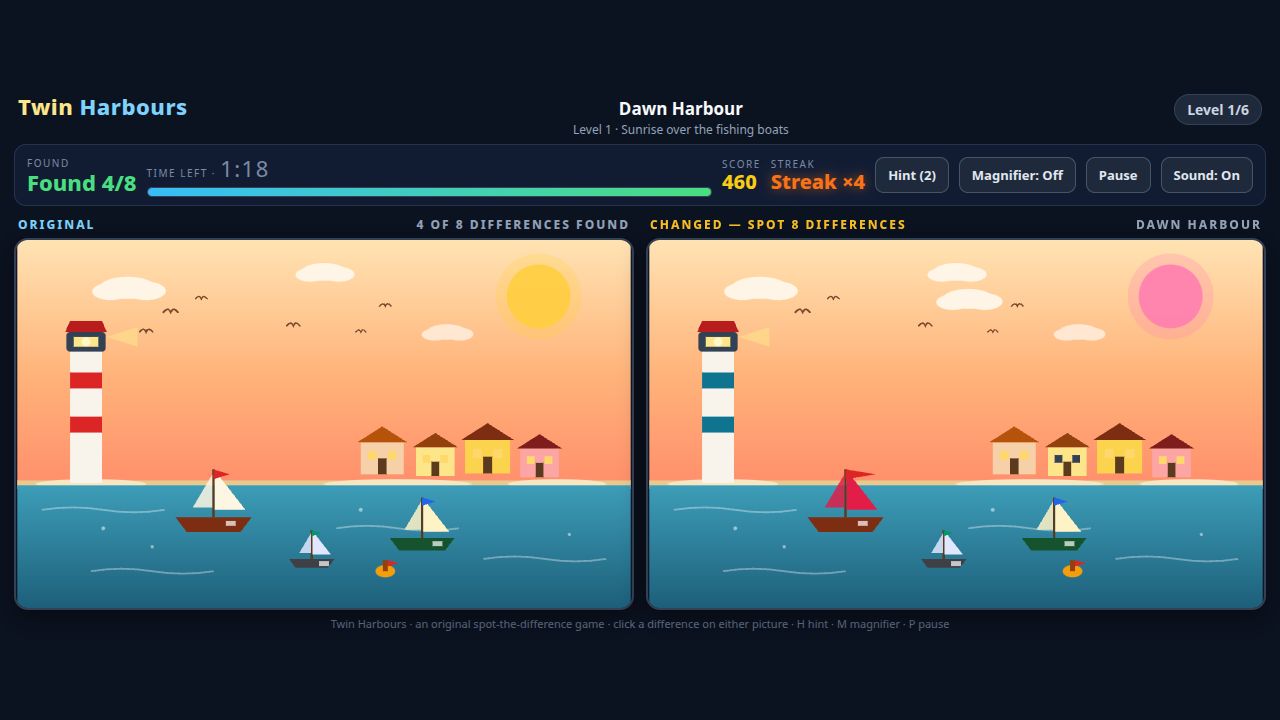 Twin Harbours
Dawn Harbour
Level 1 · Sunrise over the fishing boats
Level 1/6
FOUND
Found 4/8
TIME LEFT · 1:18
SCORE
460
STREAK
Streak ×4
Hint (2)
Magnifier: Off
Pause
Sound: On
ORIGINAL
4 OF 8 DIFFERENCES FOUND
CHANGED — SPOT 8 DIFFERENCES
DAWN HARBOUR
Twin Harbours · an original spot-the-difference game · click a difference on either picture · H hint · M magnifier · P pause